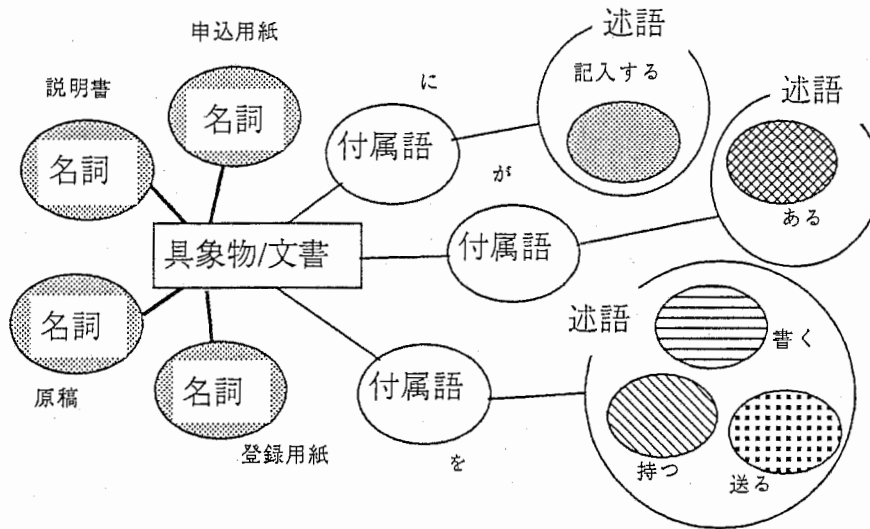 申込用紙
説明書
名詞
名詞
具象物/文書
名詞
原稿
名詞
登録用紙
に
付属語
述語
記入する
が
付属語
述語
ある
を
付属語
述語
書く
持つ
送る